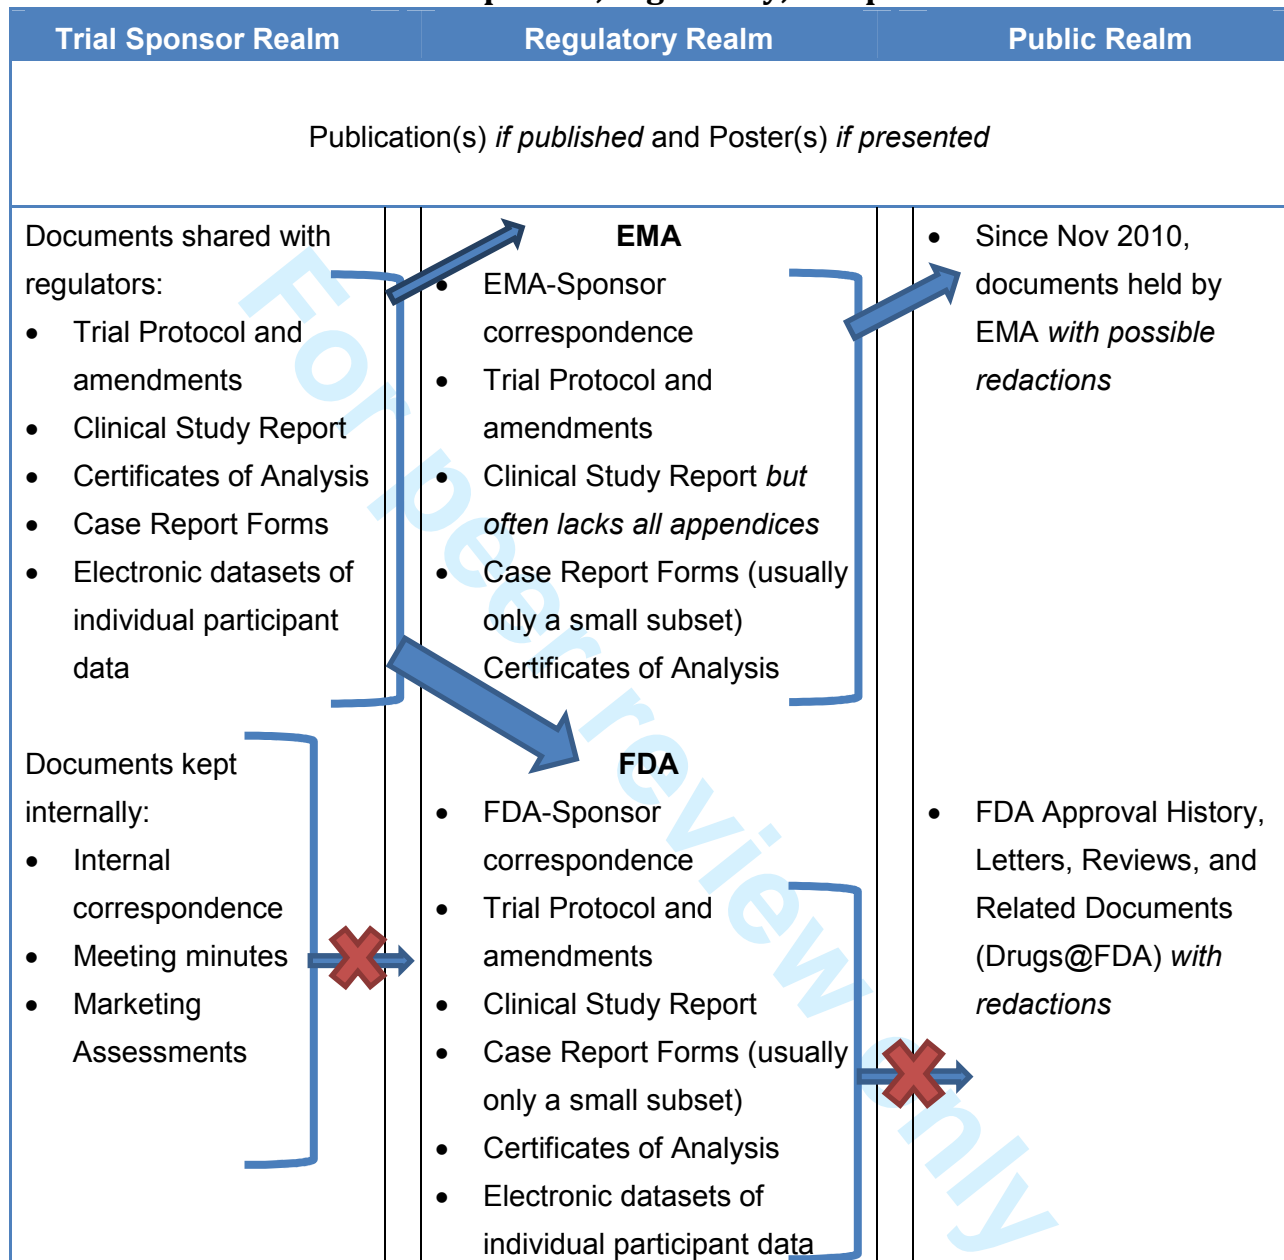 Trial Sponsor Realm
Regulatory Realm
Public Realm
Publication(s) if published and Poster(s) if presented
Documents shared with
regulators:
• Trial Protocol and
amendments
• Clinical Study Report
• Certificates of Analysis
• Case Report Forms
• Electronic datasets of
individual participant
data
Documents kept
internally:
• Internal
correspondence
• Meeting minutes
• Marketing
Assessments
EMA
• EMA-Sponsor
correspondence
• Trial Protocol and
amendments
• Clinical Study Report but
often lacks all appendices
• Case Report Forms (usually
only a small subset)
Certificates of Analysis
FDA
• FDA-Sponsor
correspondence
• Trial Protocol and
amendments
• Clinical Study Report
• Case Report Forms (usually
only a small subset)
• Certificates of Analysis
• Electronic datasets of
individual participant data
• Since Nov 2010,
documents held by
EMA with possible
redactions
• FDA Approval History,
Letters, Reviews, and
Related Documents
(Drugs@FDA) with
redactions
For peer review only